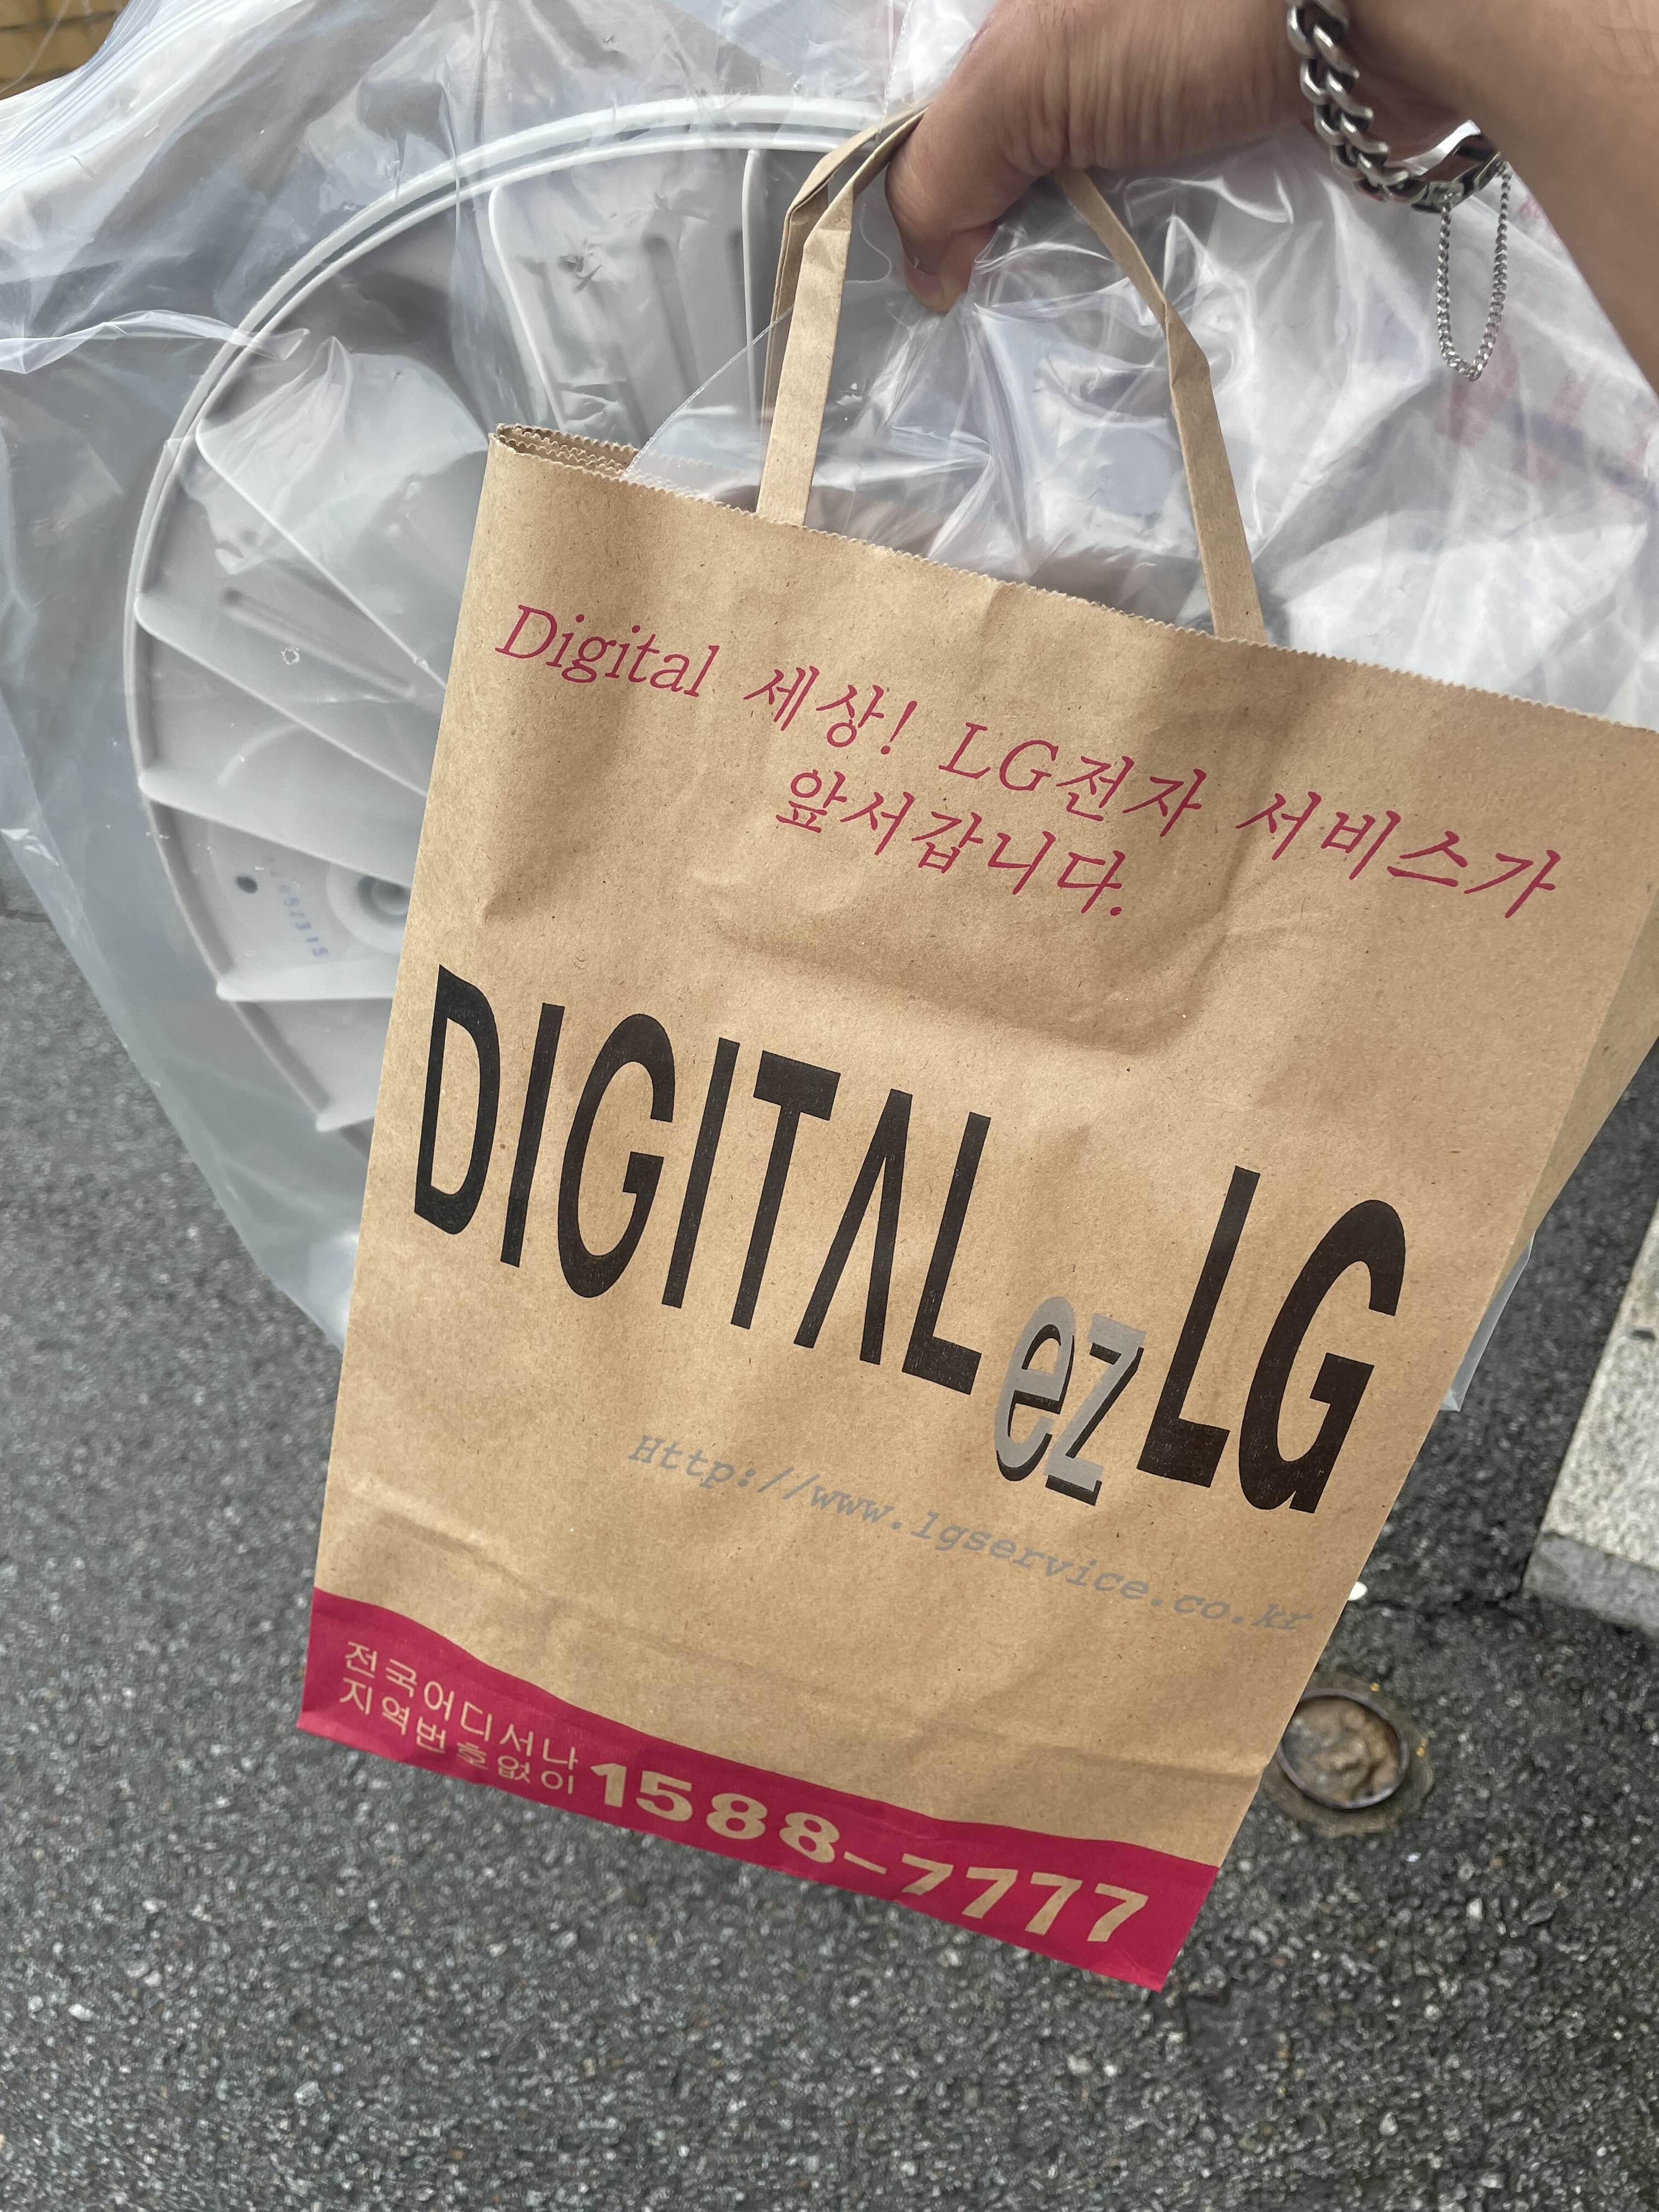 Digital 세상! LG전자 서비스가
앞서갑니다.
DIGITAL ez LG
Http://www.lgservice.co.kr
전국어디서나
지역번호없이
1588-7777